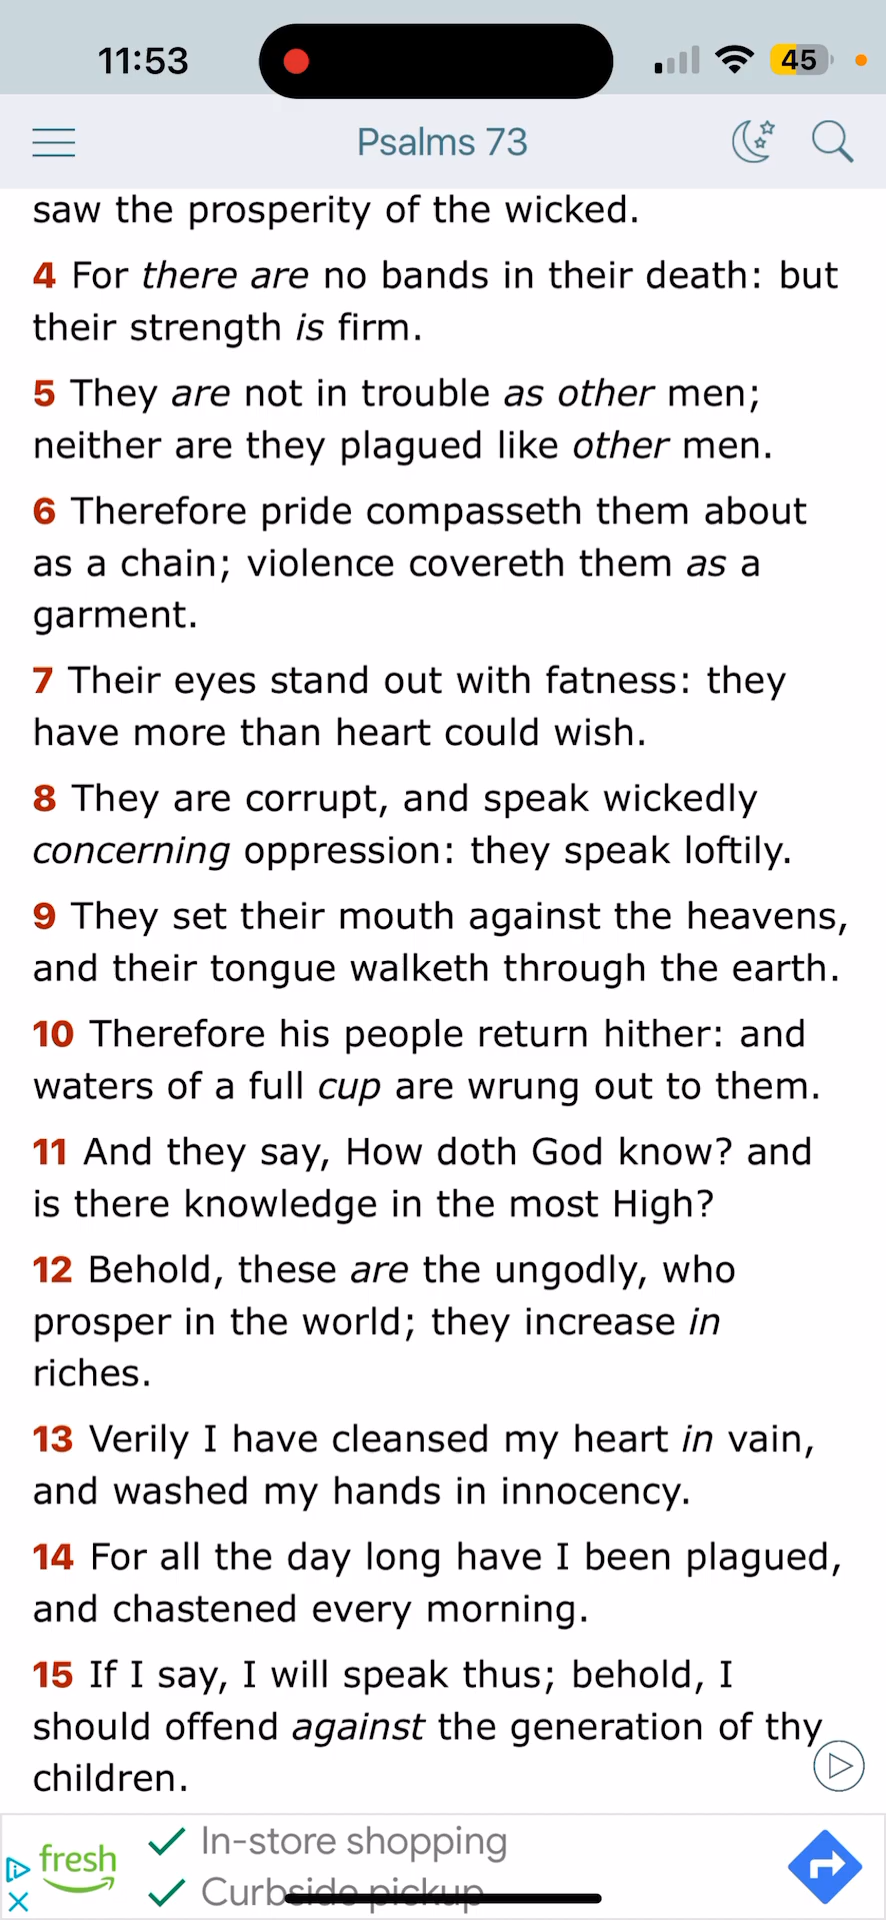 11:53
45
Psalms 73
saw the prosperity of the wicked.
4 For there are no bands in their death: but
their strength is firm.
5 They are not in trouble as other men;
neither are they plagued like other men.
6 Therefore pride compasseth them about
as a chain; violence covereth them as a
garment.
7 Their eyes stand out with fatness: they
have more than heart could wish.
8 They are corrupt, and speak wickedly
concerning oppression: they speak loftily.
9 They set their mouth against the heavens,
and their tongue walketh through the earth.
10 Therefore his people return hither: and
waters of a full cup are wrung out to them.
11 And they say, How doth God know? and
is there knowledge in the most High?
12 Behold, these are the ungodly, who
prosper in the world; they increase in
riches.
13 Verily I have cleansed my heart in vain,
and washed my hands in innocency.
14 For all the day long have I been plagued,
and chastened every morning.
15 If I say, I will speak thus; behold, I
should offend against the generation of thy
children.
fresh
In-store shopping
Curbside pickup